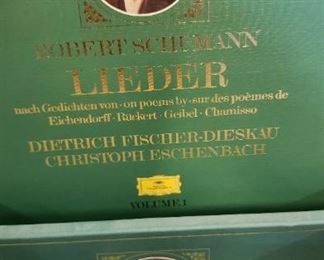 ROBERT SCHUMANN
LIEDER
nach Gedichten von · on poems by · sur des poèmes de
Eichendorff · Rückert · Geibel · Chamisso
DIETRICH FISCHER-DIESKAU
CHRISTOPH ESCHENBACH
VOLUME 1